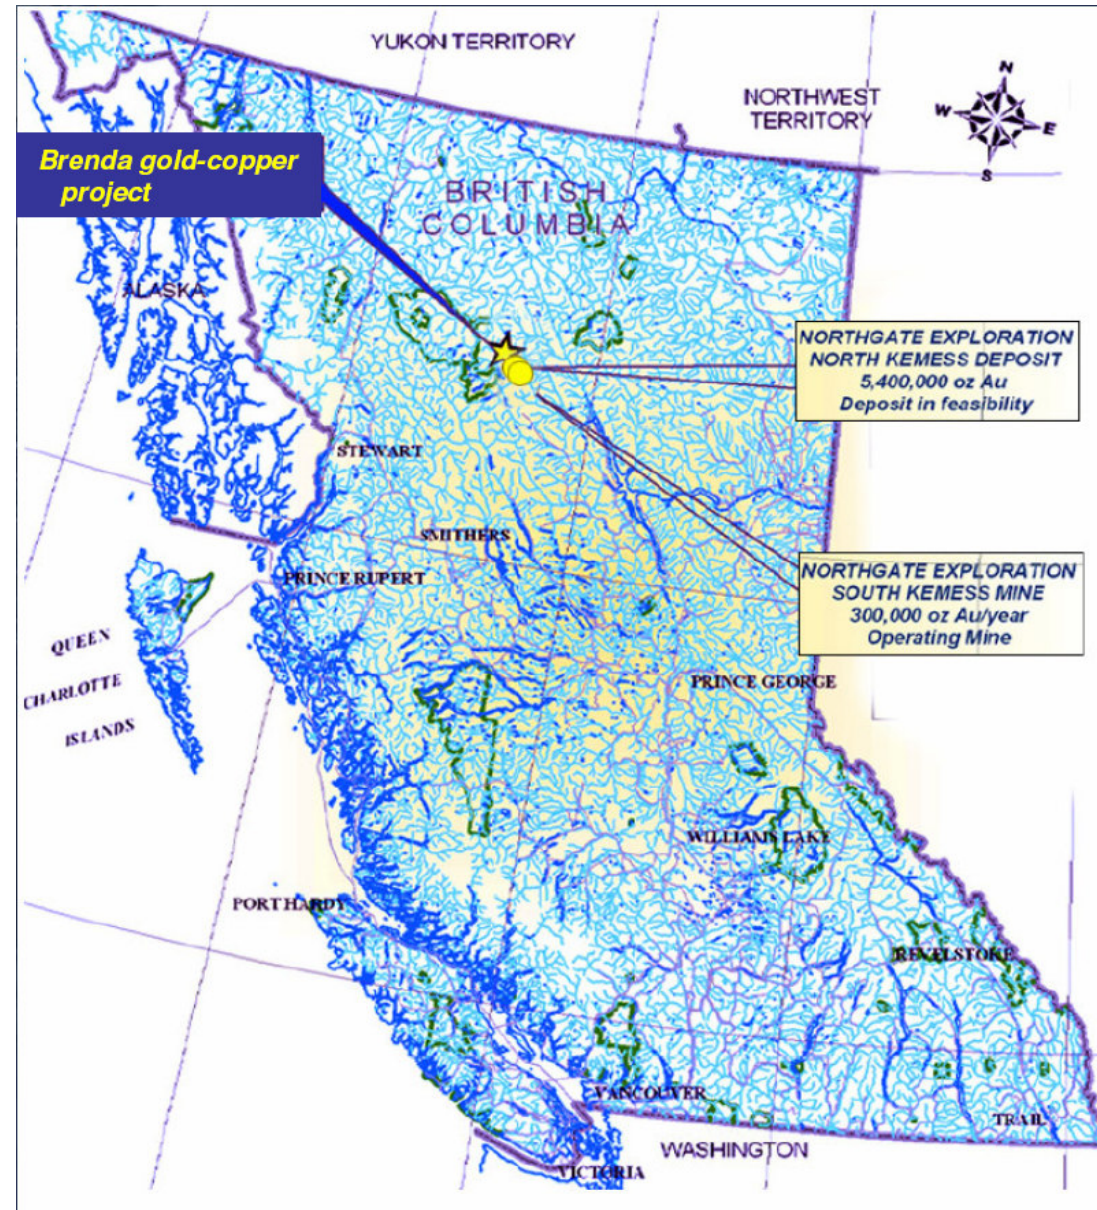 YUKON TERRITORY
NORTHWEST
TERRITORY
N
W
E
S
Brenda gold-copper
project
BRITISH
COLUMBIA
ALASKA
NORTHGATE EXPLORATION
NORTH KEMESS DEPOSIT
5,400,000 oz Au
Deposit in feasibility
STEWART
SMITHERS
PRINCE RUPERT
NORTHGATE EXPLORATION
SOUTH KEMESS MINE
300,000 oz Au/year
Operating Mine
QUEEN
CHARLOTTE
ISLANDS
PRINCE GEORGE
WILLIAMS LAKE
PORT HARDY
REVELSTOKE
VANCOUVER
TRAIL
WASHINGTON
VICTORIA